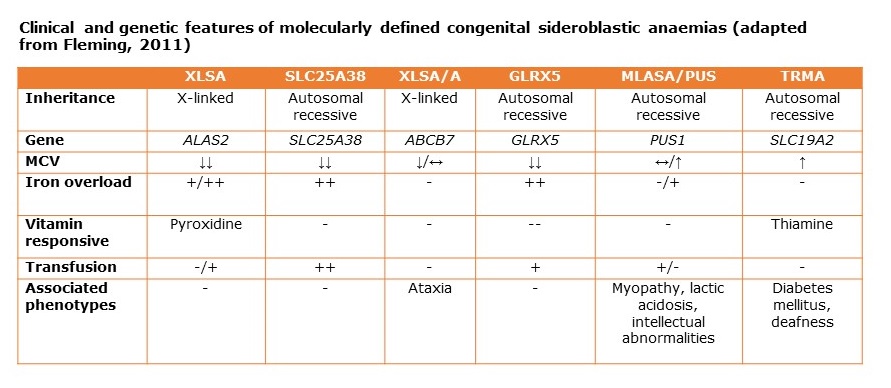 Clinical and genetic features of molecularly defined congenital sideroblastic anaemias (adapted
from Fleming, 2011)
XLSA SLC25A38 XLSA/A GLRX5 MLASA/PUS TRMA
Inheritance X-linked Autosomal recessive X-linked Autosomal recessive Autosomal recessive Autosomal recessive
Gene ALAS2 SLC25A38 ABCB7 GLRX5 PUS1 SLC19A2
MCV ↓↓ ↓↓ ↓/↔ ↓↓ ↔/↑ ↑
Iron overload +/++ ++ - ++ -/+ -
Vitamin responsive Pyroxidine - - -- - Thiamine
Transfusion -/+ ++ - + +/- -
Associated phenotypes - - Ataxia - Myopathy, lactic acidosis, intellectual abnormalities Diabetes mellitus, deafness